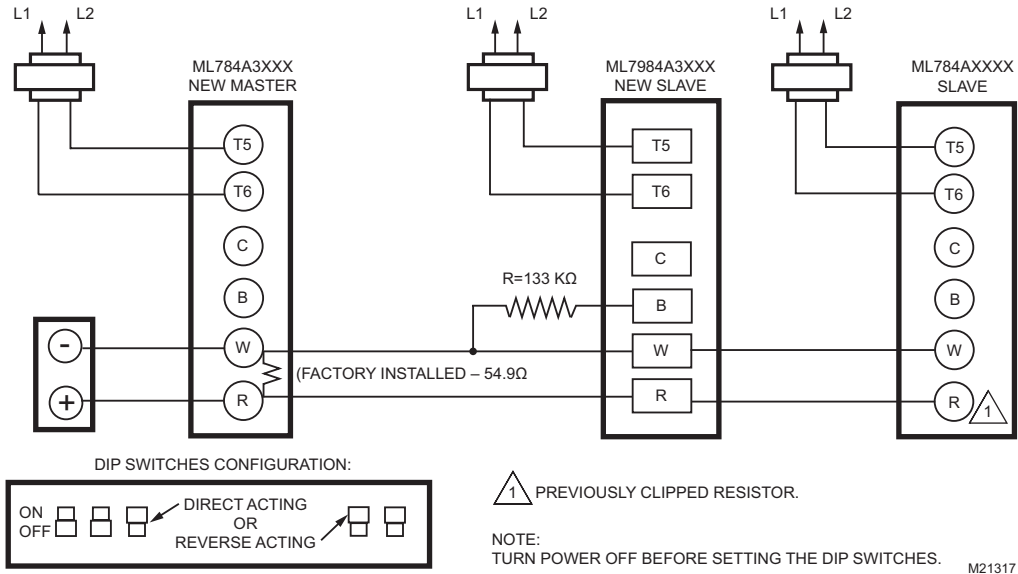 L1 L2
L1 L2
L1 L2
ML784A3XXX
NEW MASTER
ML7984A3XXX
NEW SLAVE
ML784AXXXX
SLAVE
T5
T6
C
B
W
R
-
+
(FACTORY INSTALLED – 54.9Ω
R=133 KΩ
T5
T6
C
B
W
R
T5
T6
C
B
W
R
1
DIP SWITCHES CONFIGURATION:
ON
OFF
DIRECT ACTING
OR
REVERSE ACTING
1 PREVIOUSLY CLIPPED RESISTOR.
NOTE:
TURN POWER OFF BEFORE SETTING THE DIP SWITCHES.
M21317